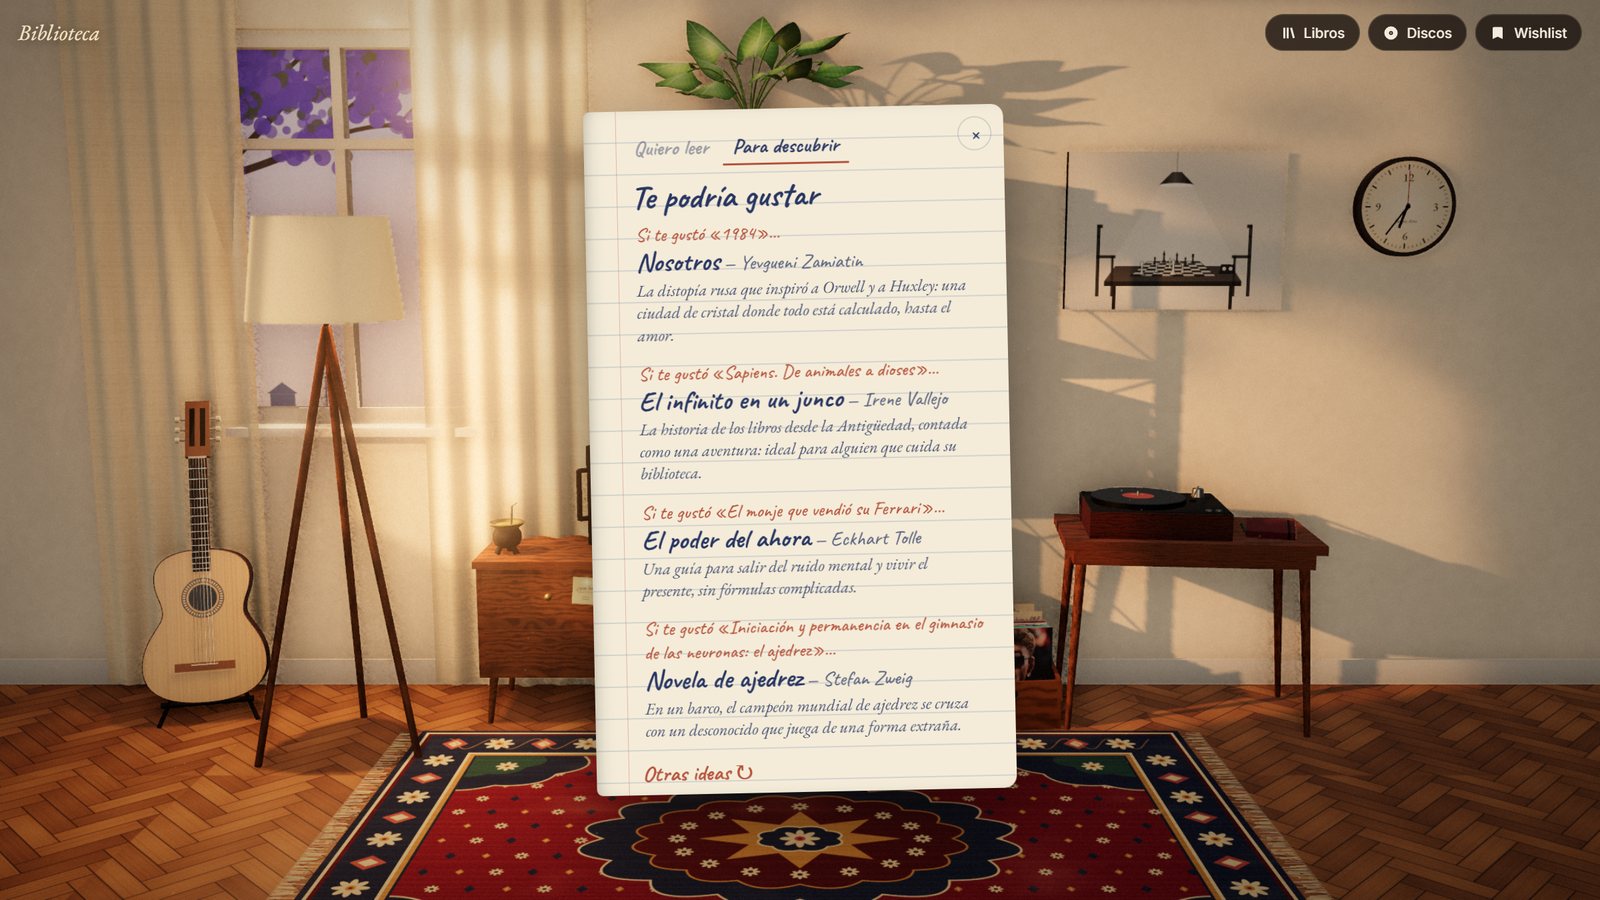 Biblioteca
Libros
Discos
Wishlist
Quiero leer
Para descubrir
×
Te podría gustar
Si te gustó «1984»...
Nosotros – Yevgueni Zamiatin
La distopía rusa que inspiró a Orwell y a Huxley: una
ciudad de cristal donde todo está calculado, hasta el
amor.
Si te gustó «Sapiens. De animales a dioses»...
El infinito en un junco – Irene Vallejo
La historia de los libros desde la Antigüedad, contada
como una aventura: ideal para alguien que cuida su
biblioteca.
Si te gustó «El monje que vendió su Ferrari»...
El poder del ahora – Eckhart Tolle
Una guía para salir del ruido mental y vivir el
presente, sin fórmulas complicadas.
Si te gustó «Iniciación y permanencia en el gimnasio
de las neuronas: el ajedrez»...
Novela de ajedrez – Stefan Zweig
En un barco, el campeón mundial de ajedrez se cruza
con un desconocido que juega de una forma extraña.
Otras ideas ↻
12
9
3
6